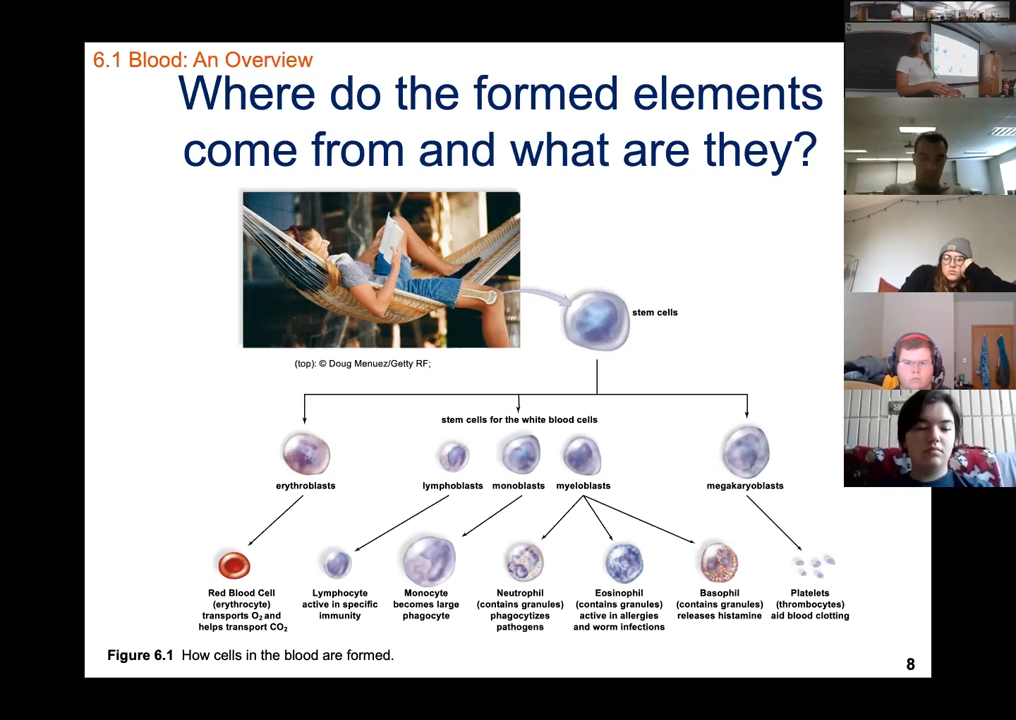 6.1 Blood: An Overview
Where do the formed elements
come from and what are they?
stem cells
(top): © Doug Menuez/Getty RF;
stem cells for the white blood cells
erythroblasts
lymphoblasts
monoblasts
myeloblasts
megakaryoblasts
Red Blood Cell
(erythrocyte)
transports O₂ and
helps transport CO₂
Lymphocyte
active in specific
immunity
Monocyte
becomes large
phagocyte
Neutrophil
(contains granules)
phagocytizes
pathogens
Eosinophil
(contains granules)
active in allergies
and worm infections
Basophil
(contains granules)
releases histamine
Platelets
(thrombocytes)
aid blood clotting
Figure 6.1 How cells in the blood are formed.
8